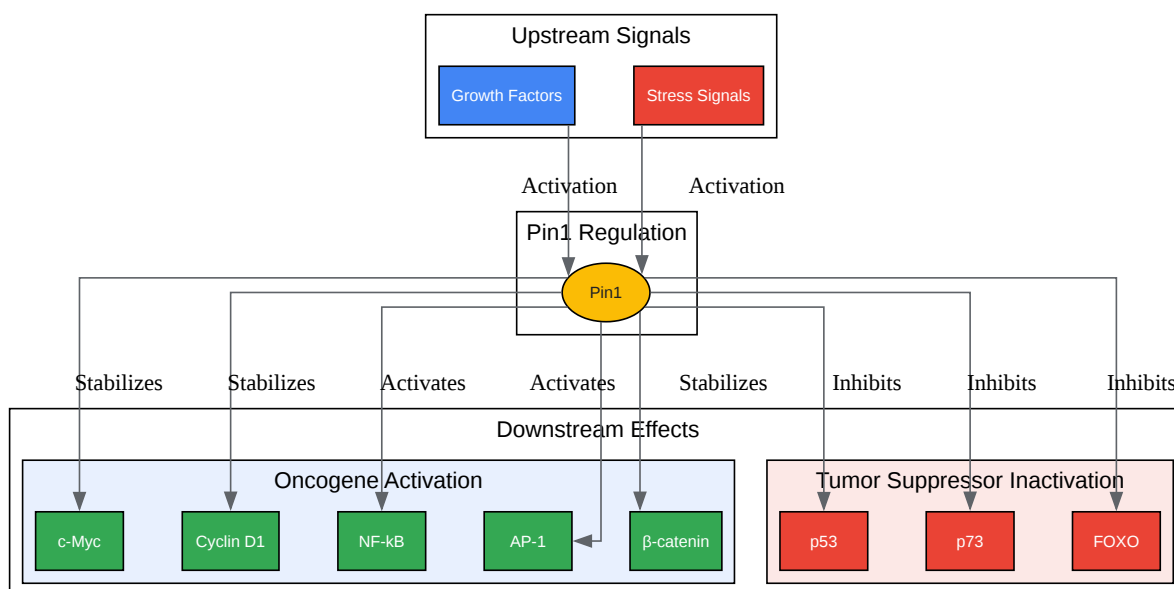 Upstream Signals
Growth Factors
Stress Signals
Activation
Activation
Pin1 Regulation
Pin1
Stabilizes
Stabilizes
Activates
Activates
Stabilizes
Inhibits
Inhibits
Inhibits
Downstream Effects
Oncogene Activation
Tumor Suppressor Inactivation
c-Myc
Cyclin D1
NF-kB
AP-1
β-catenin
p53
p73
FOXO